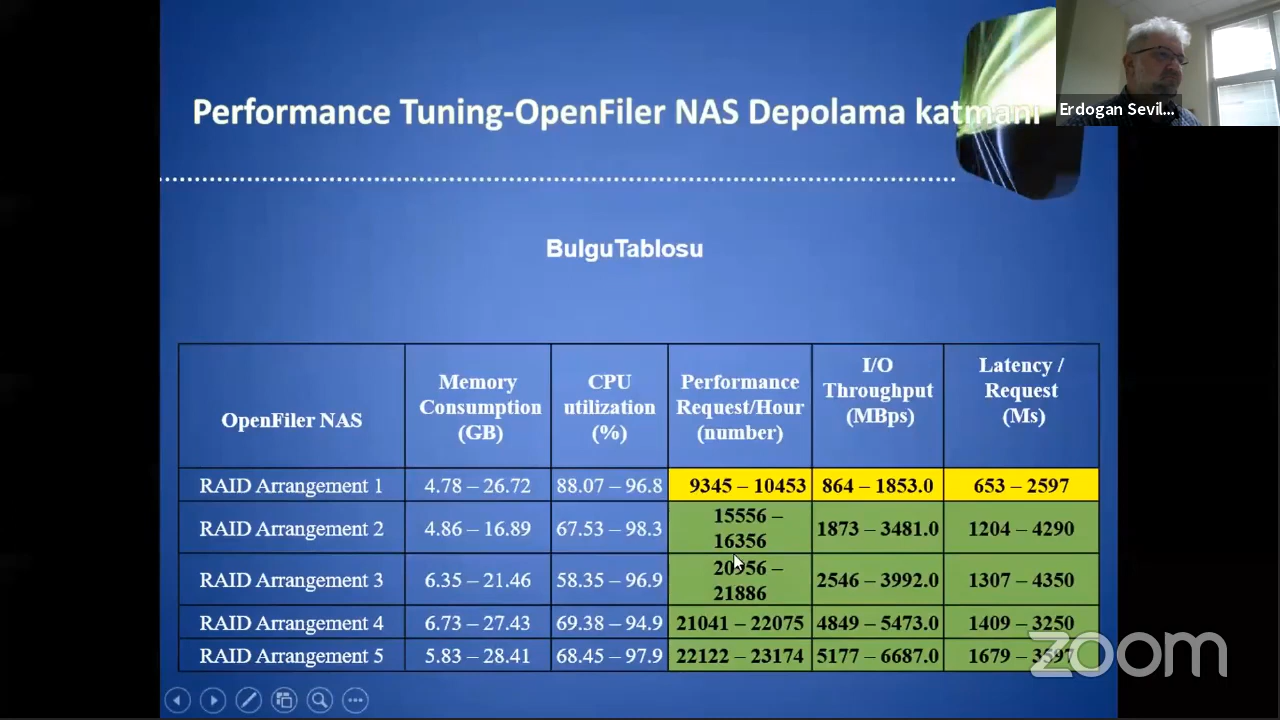 Performance Tuning-OpenFiler NAS Depolama katmanı
Erdogan Sevil...
BulguTablosu
OpenFiler NAS
Memory
Consumption
(GB)
CPU
utilization
(%)
Performance
Request/Hour
(number)
I/O
Throughput
(MBps)
Latency /
Request
(Ms)
RAID Arrangement 1 4.78 – 26.72 88.07 – 96.8 9345 – 10453 864 – 1853.0 653 – 2597
RAID Arrangement 2 4.86 – 16.89 67.53 – 98.3 15556 –
16356 1873 – 3481.0 1204 – 4290
RAID Arrangement 3 6.35 – 21.46 58.35 – 96.9 20956 –
21886 2546 – 3992.0 1307 – 4350
RAID Arrangement 4 6.73 – 27.43 69.38 – 94.9 21041 – 22075 4849 – 5473.0 1409 – 3250
RAID Arrangement 5 5.83 – 28.41 68.45 – 97.9 22122 – 23174 5177 – 6687.0 1679 – 3597
zoom